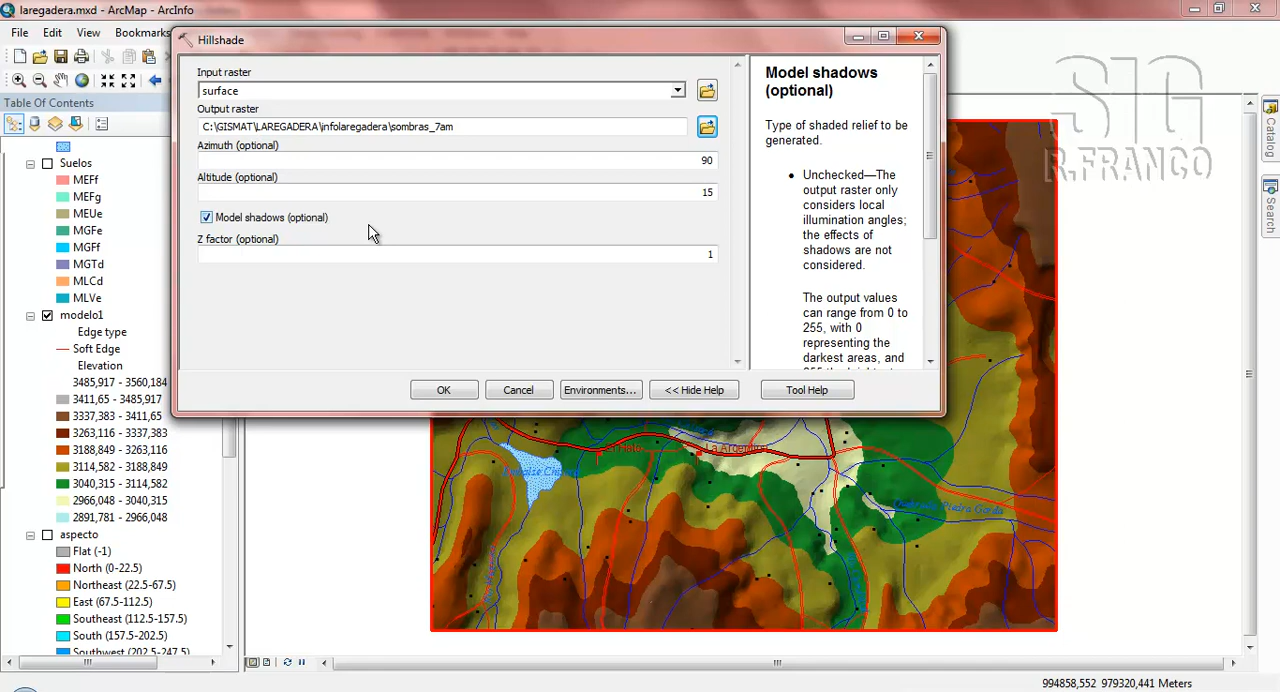 laregadera.mxd - ArcMap - ArcInfo
File Edit View Bookmarks
Table Of Contents
Suelos
MEFf
MEFg
MEUe
MGFe
MGFf
MGTd
MLCd
MLVe
modelo1
Edge type
Soft Edge
Elevation
3485,917 - 3560,184
3411,65 - 3485,917
3337,383 - 3411,65
3263,116 - 3337,383
3188,849 - 3263,116
3114,582 - 3188,849
3040,315 - 3114,582
2966,048 - 3040,315
2891,781 - 2966,048
aspecto
Flat (-1)
North (0-22.5)
Northeast (22.5-67.5)
East (67.5-112.5)
Southeast (112.5-157.5)
South (157.5-202.5)
Southwest (202.5-247.5)
Hillshade
Input raster
surface
Output raster
C:\GISMAT\LAREGADERA\infolaregadera\sombras_7am
Azimuth (optional)
90
Altitude (optional)
15
Model shadows (optional)
Z factor (optional)
1
OK Cancel Environments... << Hide Help Tool Help
Model shadows
(optional)
Type of shaded relief to be
generated.
• Unchecked—The
output raster only
considers local
illumination angles;
the effects of
shadows are not
considered.
The output values
can range from 0 to
255, with 0
representing the
darkest areas, and
SIG
R.FRANCO
Catalog
Search
Quebrada Piedra Gorda
994858,552 979320,441 Meters